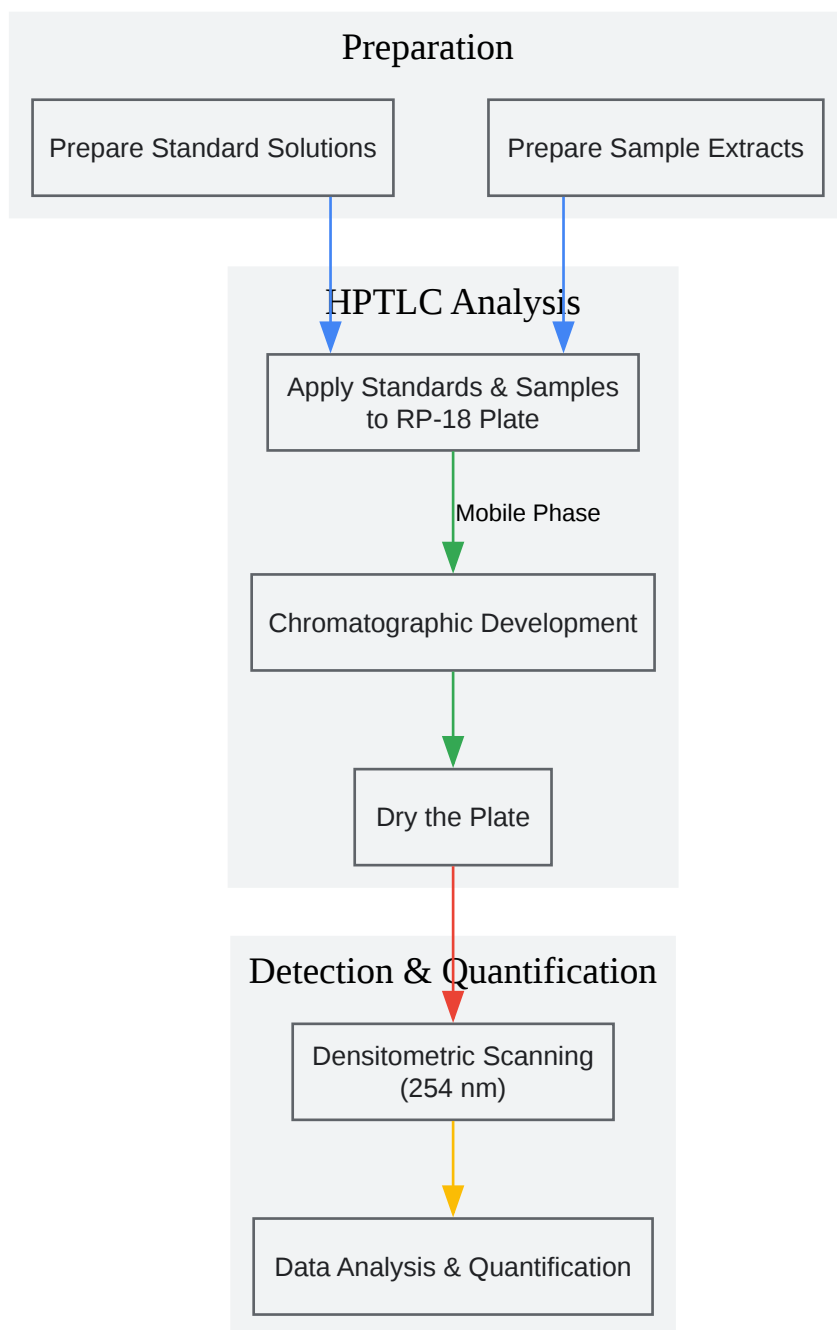 Preparation
Prepare Standard Solutions
Prepare Sample Extracts
HPTLC Analysis
Apply Standards & Samples
to RP-18 Plate
Mobile Phase
Chromatographic Development
Dry the Plate
Detection & Quantification
Densitometric Scanning
(254 nm)
Data Analysis & Quantification